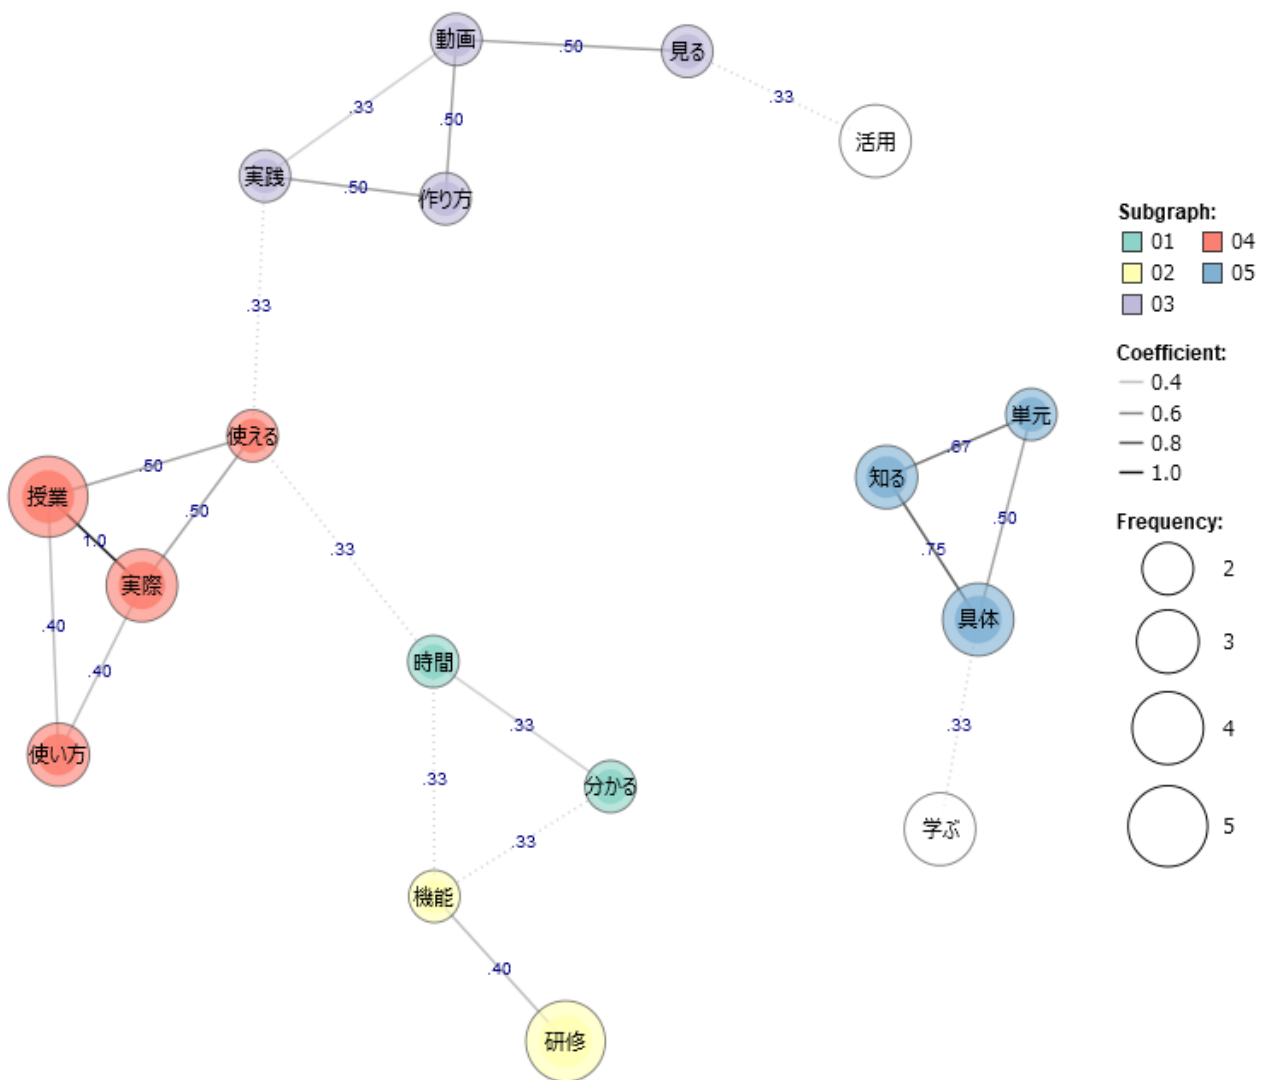 動画
.50
見る
.33
活用
.33
.50
実践
.50
作り方
.33
使える
.50
授業
.50
1.0
実際
.40
.40
使い方
.33
時間
.33
.33
分かる
.33
機能
.40
研修
単元
.67
知る
.50
.75
具体
.33
学ぶ
Subgraph:
01 04
02 05
03
Coefficient:
0.4
0.6
0.8
1.0
Frequency:
2
3
4
5